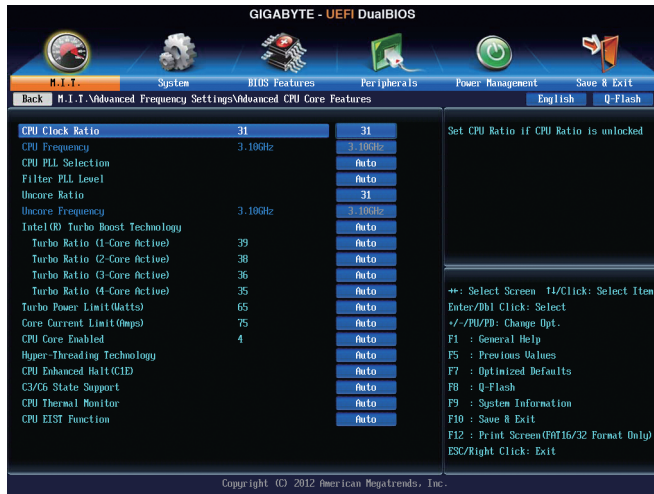 GIGABYTE - UEFI DualBIOS
M.I.T. System BIOS Features Peripherals Power Management Save & Exit
Back M.I.T.\Advanced Frequency Settings\Advanced CPU Core Features English Q-Flash
CPU Clock Ratio 31 31 Set CPU Ratio if CPU Ratio is unlocked
CPU Frequency 3.10GHz 3.10GHz
CPU PLL Selection Auto
Filter PLL Level Auto
Uncore Ratio 31
Uncore Frequency 3.10GHz 3.10GHz
Intel(R) Turbo Boost Technology Auto
Turbo Ratio (1-Core Active) 39 Auto
Turbo Ratio (2-Core Active) 38 Auto
Turbo Ratio (3-Core Active) 36 Auto
Turbo Ratio (4-Core Active) 35 Auto
Turbo Power Limit(Watts) 65 Auto
Core Current Limit(Amps) 75 Auto
CPU Core Enabled 4 Auto
Hyper-Threading Technology Auto
CPU Enhanced Halt(C1E) Auto
C3/C6 State Support Auto
CPU Thermal Monitor Auto
CPU EIST Function Auto
→←: Select Screen ↑↓/Click: Select Item
Enter/Dbl Click: Select
+/-/PU/PD: Change Opt.
F1 : General Help
F5 : Previous Values
F7 : Optimized Defaults
F8 : Q-Flash
F9 : System Information
F10 : Save & Exit
F12 : Print Screen(FAT16/32 Format Only)
ESC/Right Click: Exit
Copyright (C) 2012 American Megatrends, Inc.